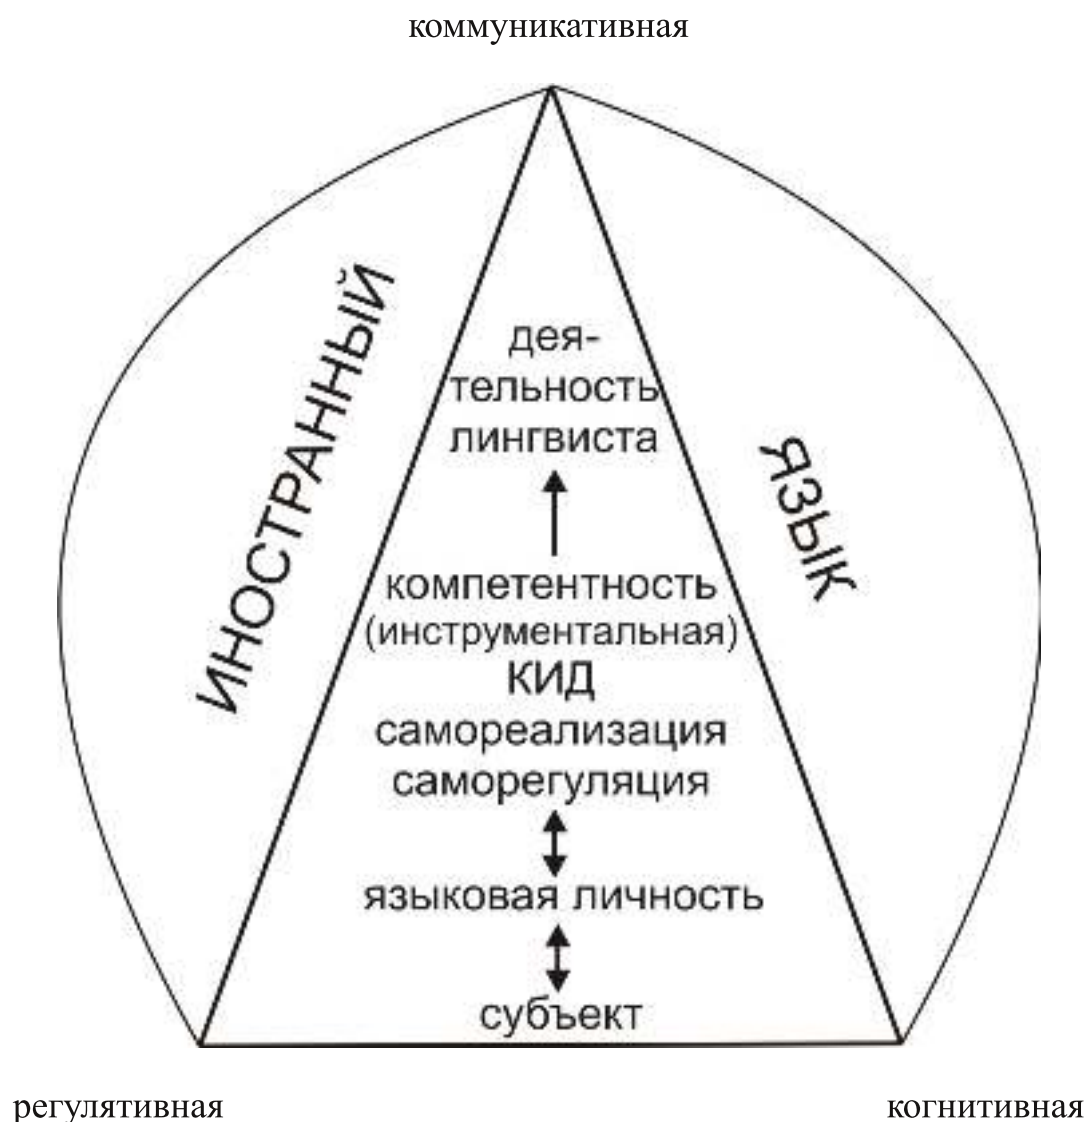 коммуникативная
ИНОСТРАННЫЙ
ЯЗЫК
дея-
тельность
лингвиста
компетентность
(инструментальная)
КИД
самореализация
саморегуляция
языковая личность
субъект
регулятивная
когнитивная